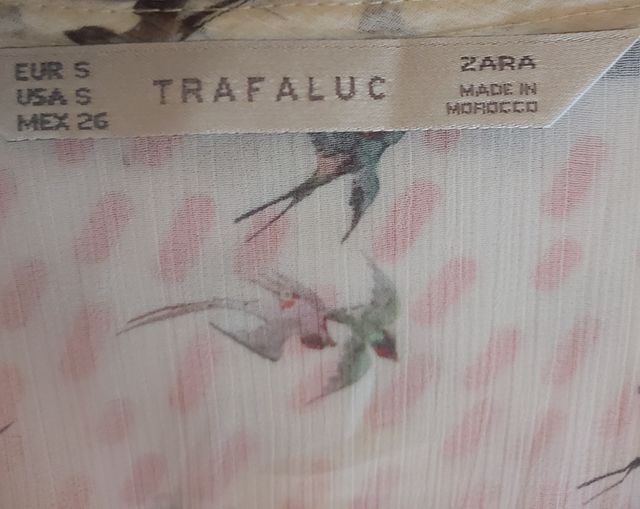 EUR S
USA S
MEX 26
TRAFALUC
ZARA
MADE IN
MOROCCO